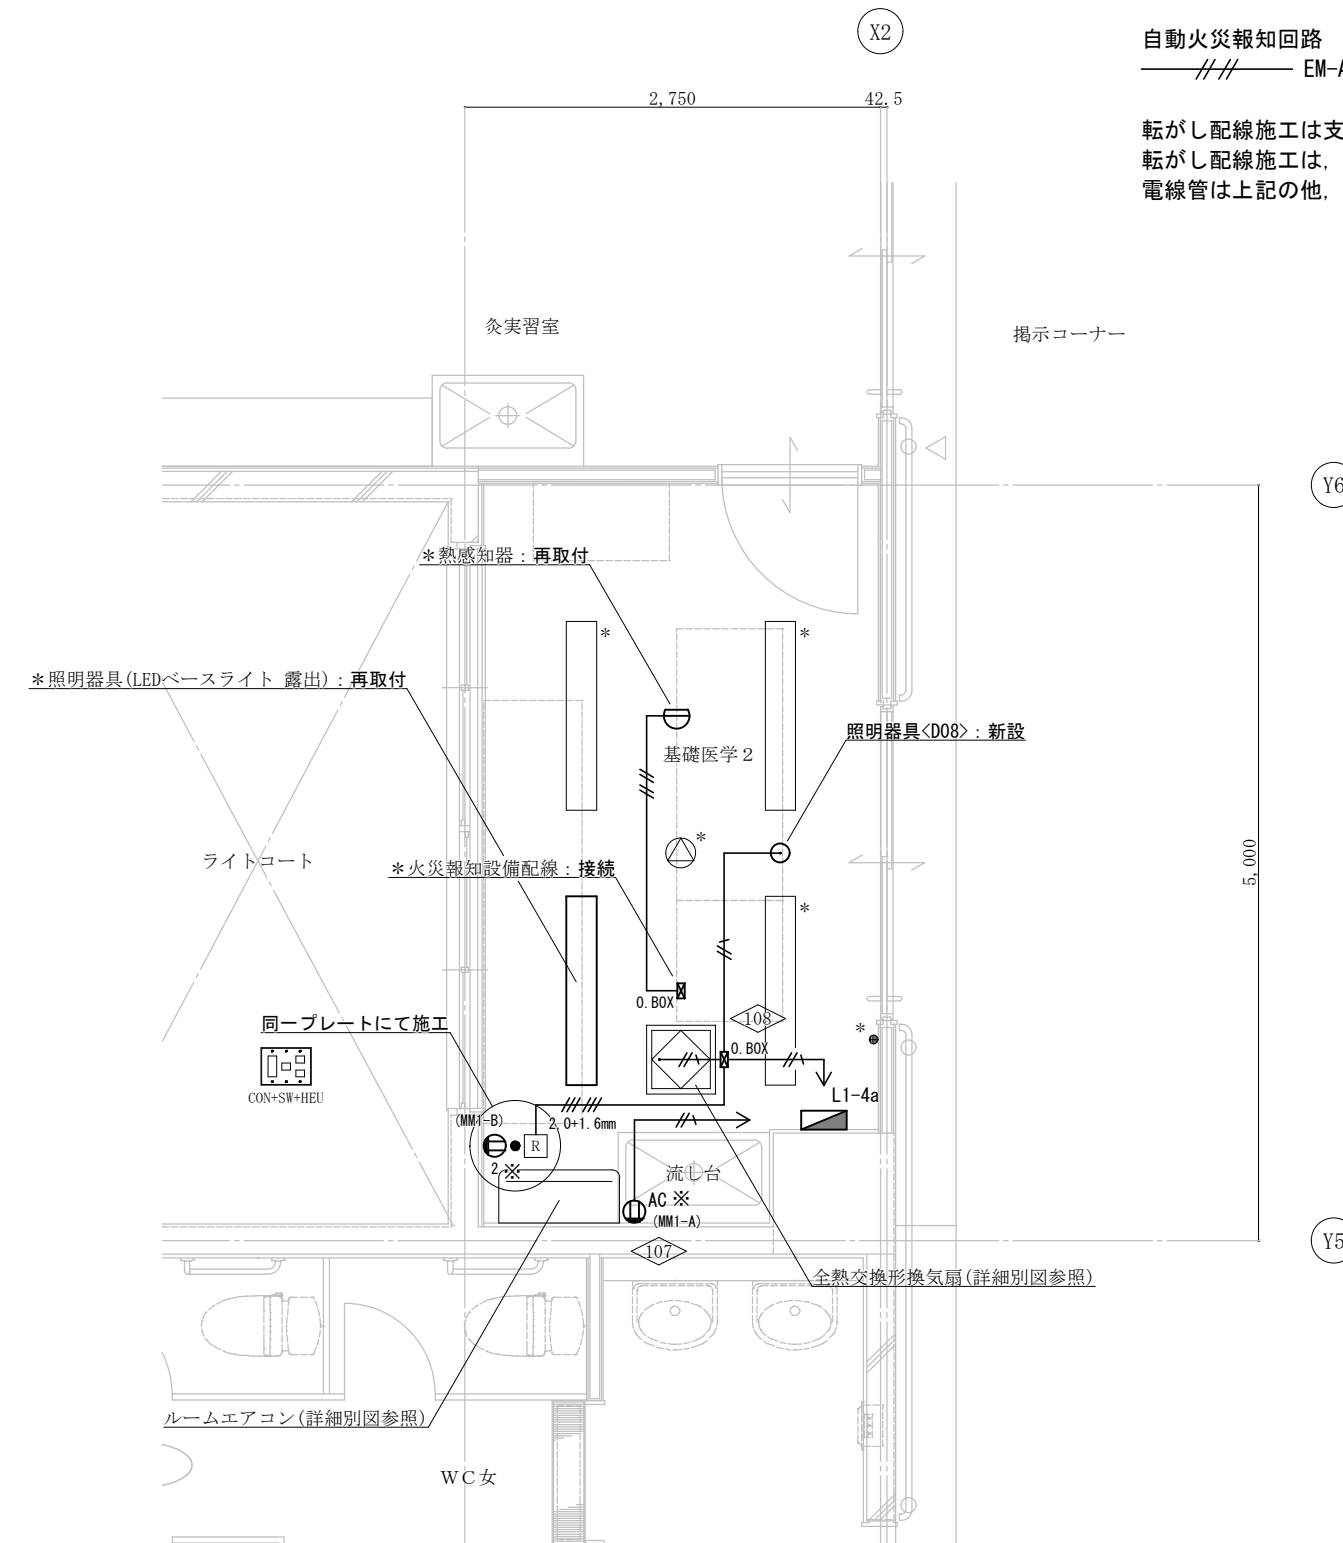 X2
自動火災報知回路
EM-A
2,750
42.5
転がし配線施工は支
転がし配線施工は,
電線管は上記の他,
灸実習室
掲示コーナー
Y6
＊熱感知器：再取付
*
*
＊照明器具(LEDベースライト 露出)：再取付
照明器具<D08>：新設
基礎医学２
*
ライトコート
＊火災報知設備配線：接続
5,000
*
O.BOX
108
同一プレートにて施工
*
O.BOX
CON+SW+HEU
L1-4a
(MM1-B)
2.0+1.6mm
R
2 ※
流し台
AC ※
(MM1-A)
107
Y5
全熱交換形換気扇(詳細別図参照)
ルームエアコン(詳細別図参照)
ＷＣ女